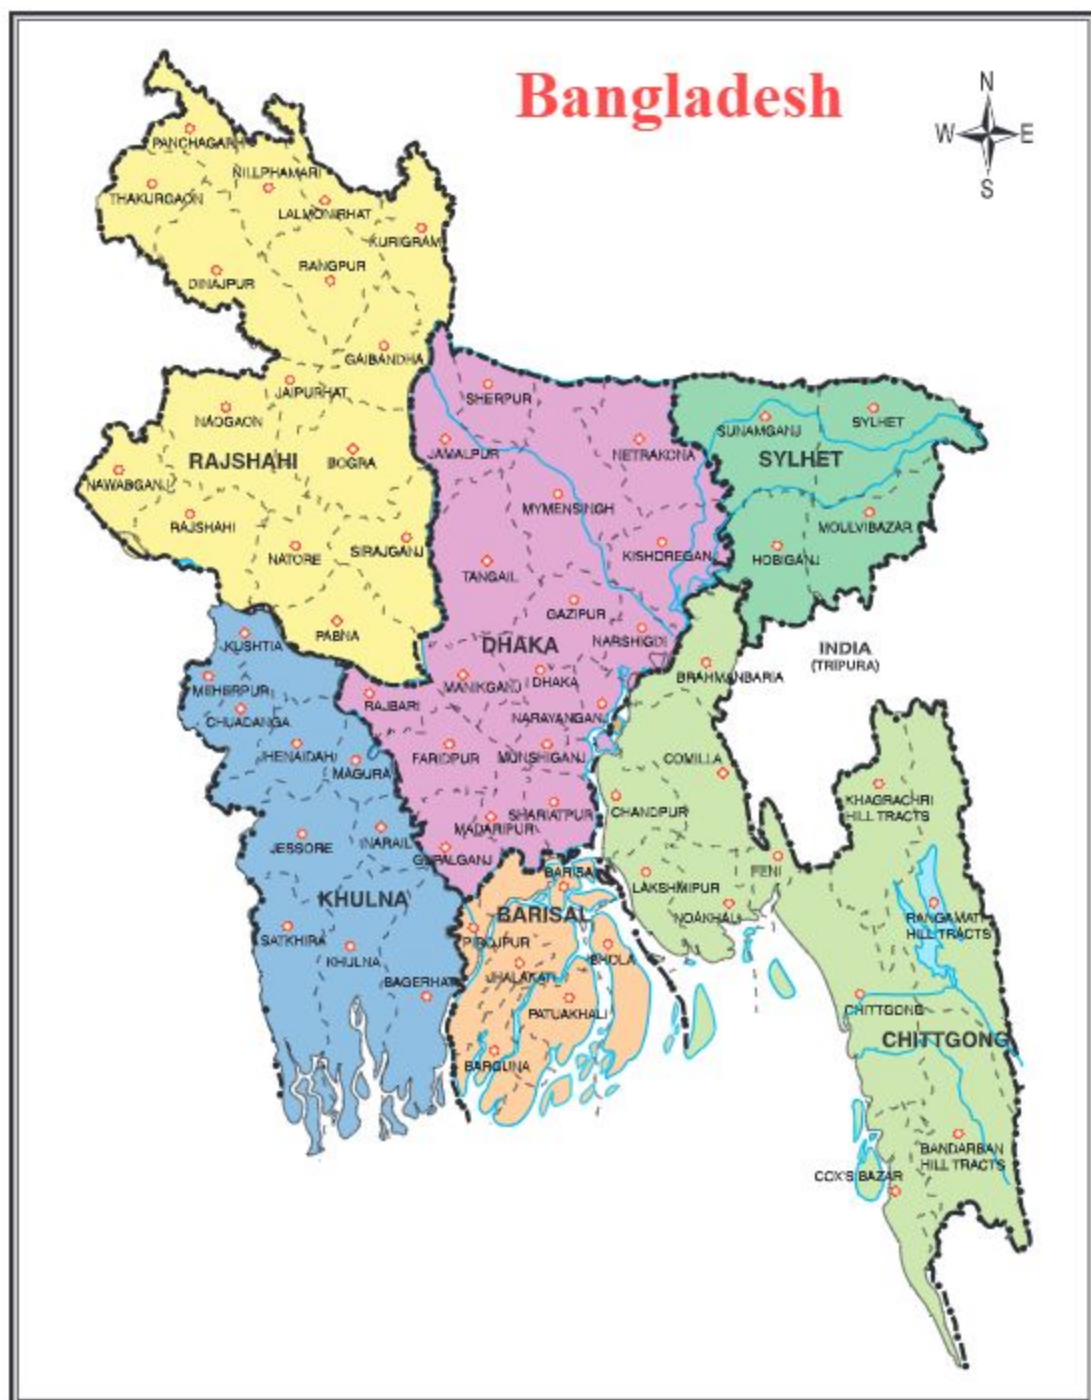 Bangladesh
N
W E
S
PANCHAGARH
NILLPHAMARI
THAKURGAON
LALMONIRHAT
KURIGRAM
RANGPUR
DINAJPUR
GAIBANDHA
JAIPURHAT
SHERPUR
NAOGAON
SUNAMGANJ
SYLHET
RAJSHAHI
BOGRA
JAMALPUR
NETRAKONA
SYLHET
NAWABGANJ
MYMENSINGH
RAJSHAHI
MOULVIBAZAR
NATORE
SIRAJGANJ
KISHOREGAN
HOBIGANJ
TANGAIL
GAZIPUR
PABNA
NARSHIGDI
KUSHTIA
DHAKA
INDIA
(TRIPURA)
MEHERPUR
MANIKGANJ
DHAKA
BRAHMANBARIA
RAJBARI
CHUADANGA
NARAYANGANJ
JHENAIDAH
FARIDPUR
MUNSHIGANJ
MAGURA
COMILLA
KHAGRACHRI
HILL TRACTS
CHANDPUR
SHARIATPUR
MADARIPUR
JESSORE
NARAIL
GUPALGANJ
BARISA
LAKSHMIPUR
FENI
KHULNA
BARISAL
NOAKHALI
RANGAMATI
HILL TRACTS
SATKHIRA
KHULNA
PIROJPUR
BHOLA
JHALAKATI
BAGERHAT
PATUAKHALI
CHITTGONG
CHITTGONG
BARGUNA
BANDARBAN
HILL TRACTS
COX'S BAZAR